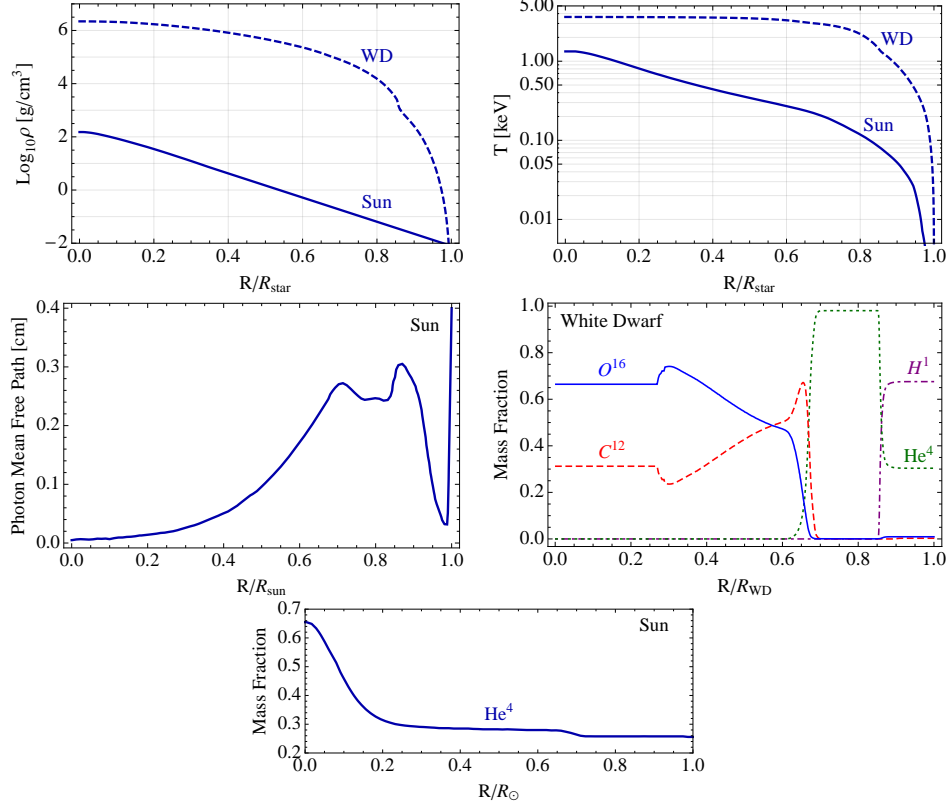 Log₁₀ρ [g/cm³]
6
4
2
0
−2
WD
Sun
0.0 0.2 0.4 0.6 0.8 1.0
R/R_star
T [keV]
5.00
1.00
0.50
0.10
0.05
0.01
WD
Sun
0.0 0.2 0.4 0.6 0.8 1.0
R/R_star
Photon Mean Free Path [cm]
0.4
0.3
0.2
0.1
0.0
Sun
0.0 0.2 0.4 0.6 0.8 1.0
R/R_sun
Mass Fraction
1.0
0.8
0.6
0.4
0.2
0.0
White Dwarf
O¹⁶
H¹
C¹²
He⁴
0.0 0.2 0.4 0.6 0.8 1.0
R/R_WD
Mass Fraction
0.7
0.6
0.5
0.4
0.3
0.2
Sun
He⁴
0.0 0.2 0.4 0.6 0.8 1.0
R/R_⊙